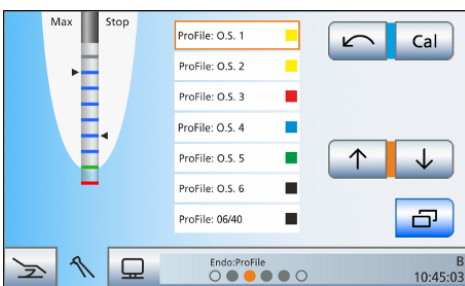 Max Stop
ProFile: O.S. 1
ProFile: O.S. 2
ProFile: O.S. 3
ProFile: O.S. 4
ProFile: O.S. 5
ProFile: O.S. 6
ProFile: 06/40
Cal
Endo:ProFile
B
10:45:03